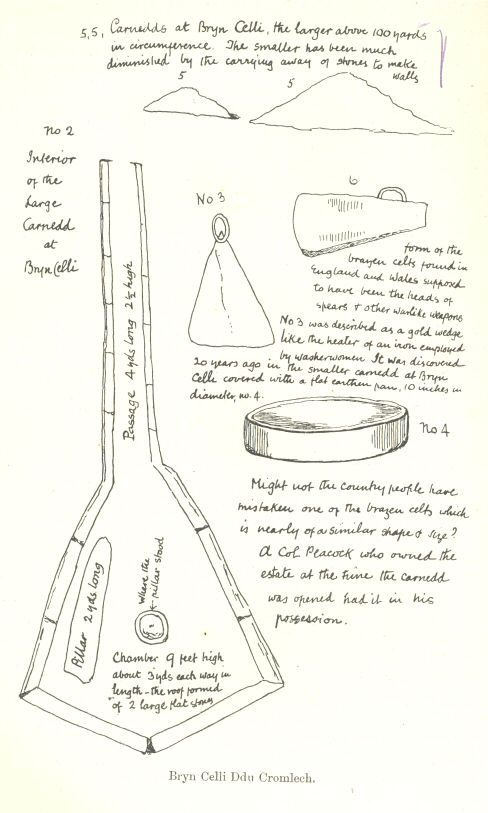 5,5, Carnedds at Bryn Celli, the larger above 100 yards
in circumference. The smaller has been much
diminished by the carrying away of stones to make
walls
5
5
no 2
Interior
of the
Large
Carnedd
at
Bryn Celli
Passage 4 yds long 2½ high
No 3
6
form of the
brazen celts found in
England and Wales supposed
to have been the heads of
spears & other warlike weapons
No 3 was described as a gold wedge
like the heater of an iron employed
by washerwomen It was discovered
20 years ago in the smaller carnedd at Bryn
Celli covered with a flat earthen pan, 10 inches in
diameter, no. 4.
no 4
Might not the country people have
mistaken one of the brazen celts which
is nearly of a similar shape & size?
A Col. Peacock who owned the
estate at the time the carnedd
was opened had it in his
possession.
Pillar 2 yds long
Where the
pillar stood
Chamber 9 feet high
about 3 yds each way in
length - the roof formed
of 2 large flat stones
Bryn Celli Ddu Cromlech.